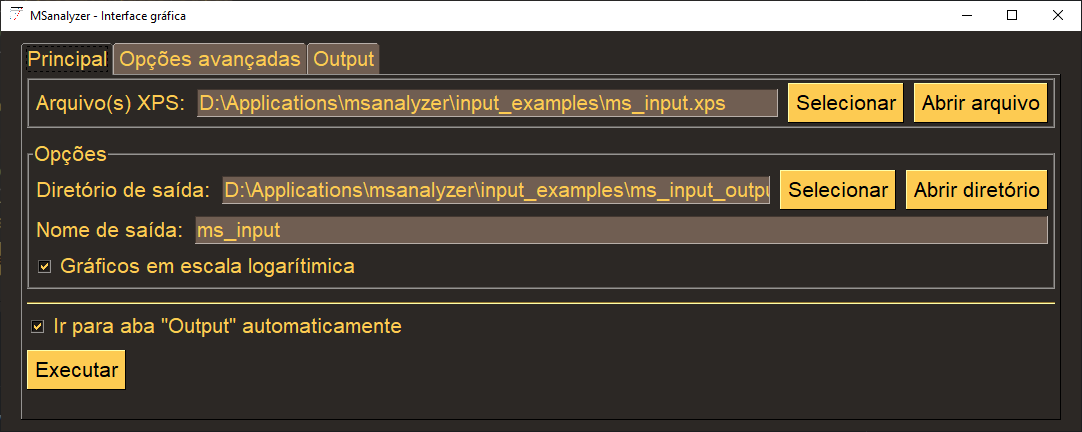 MSanalyzer - Interface gráfica
Principal Opções avançadas Output
Arquivo(s) XPS: D:\Applications\msanalyzer\input_examples\ms_input.xps Selecionar Abrir arquivo
Opções
Diretório de saída: D:\Applications\msanalyzer\input_examples\ms_input_outpu Selecionar Abrir diretório
Nome de saída: ms_input
Gráficos em escala logarítimica
Ir para aba "Output" automaticamente
Executar